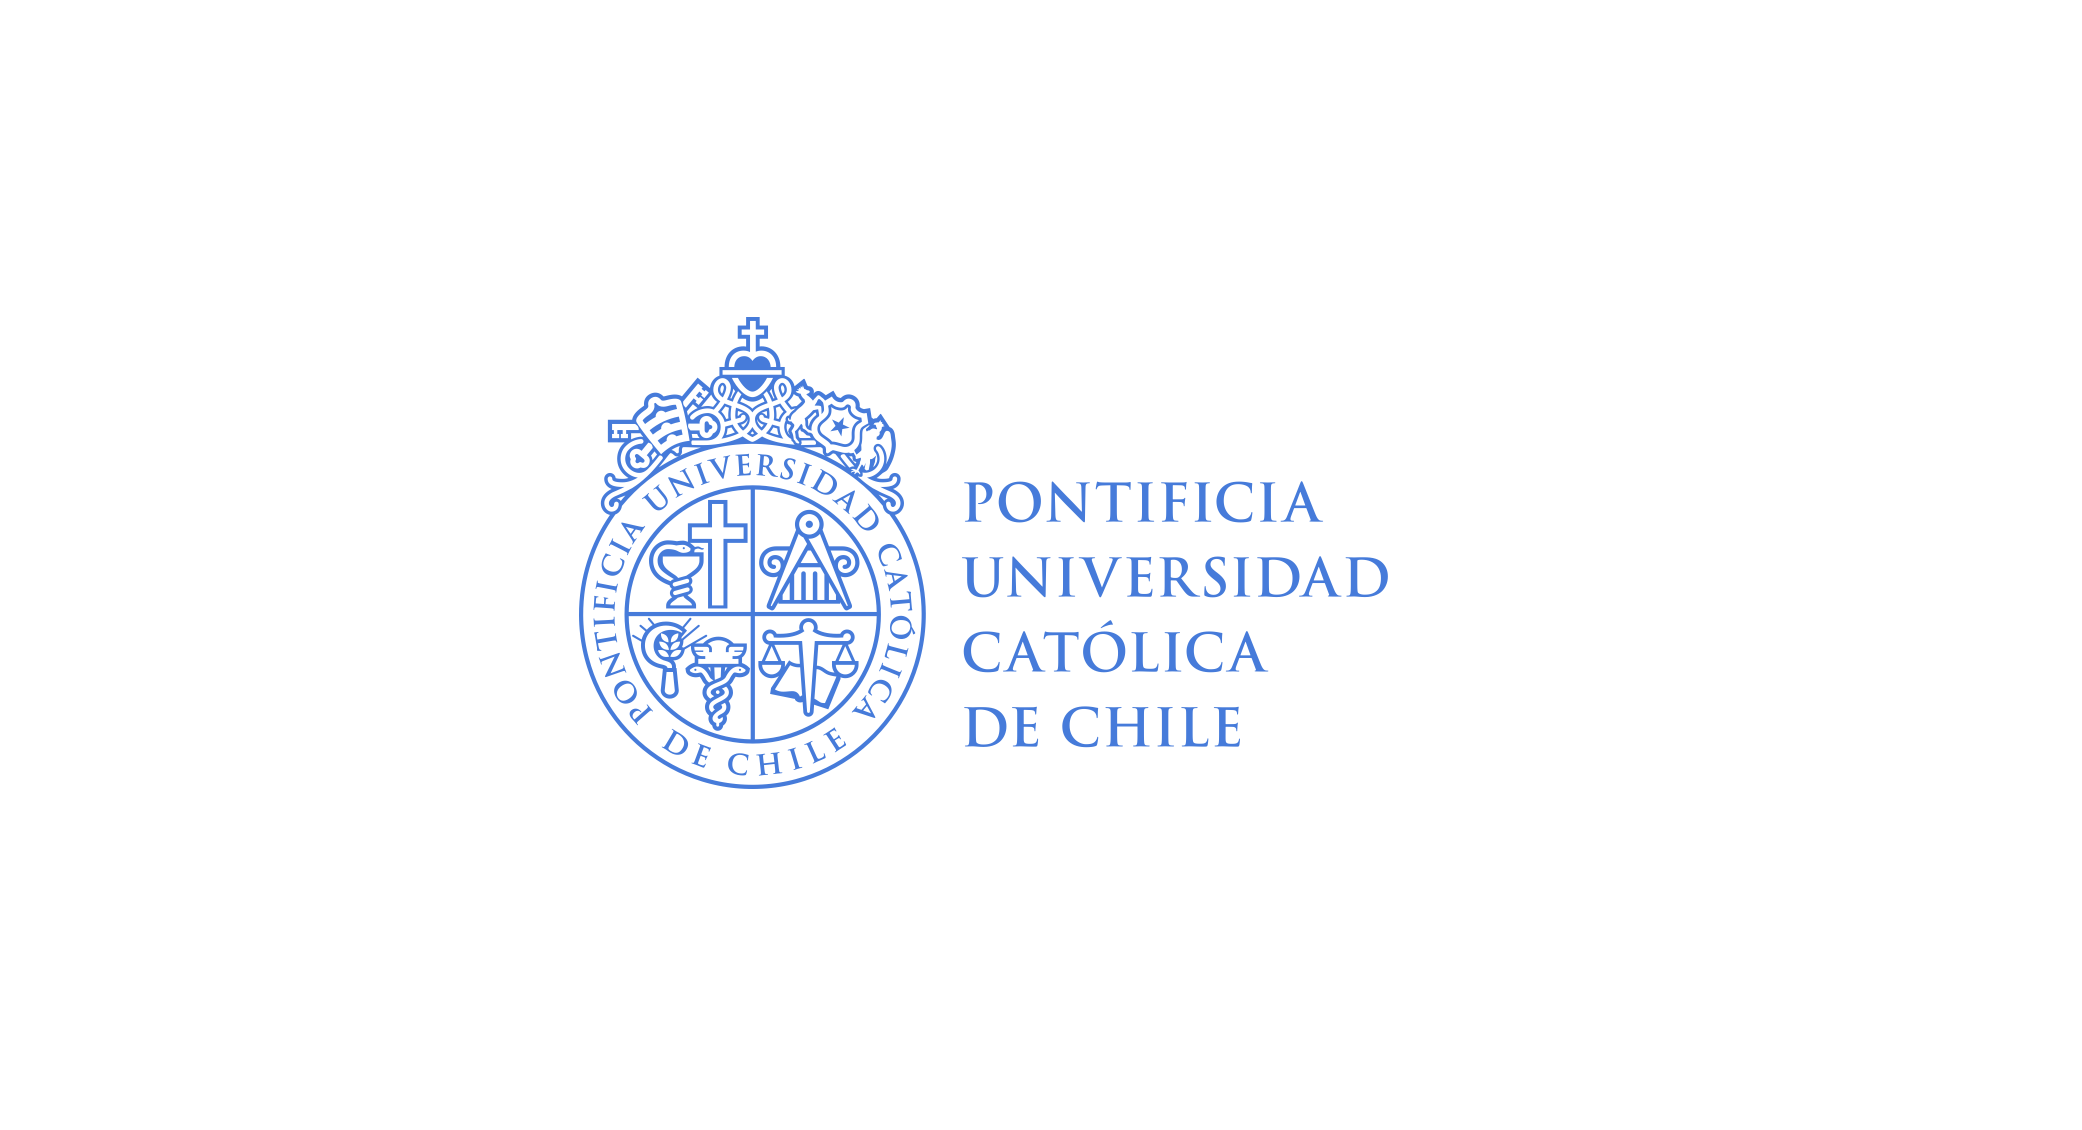 PONTIFICIA UNIVERSIDAD CATÓLICA
DE CHILE
PONTIFICIA
UNIVERSIDAD
CATÓLICA
DE CHILE